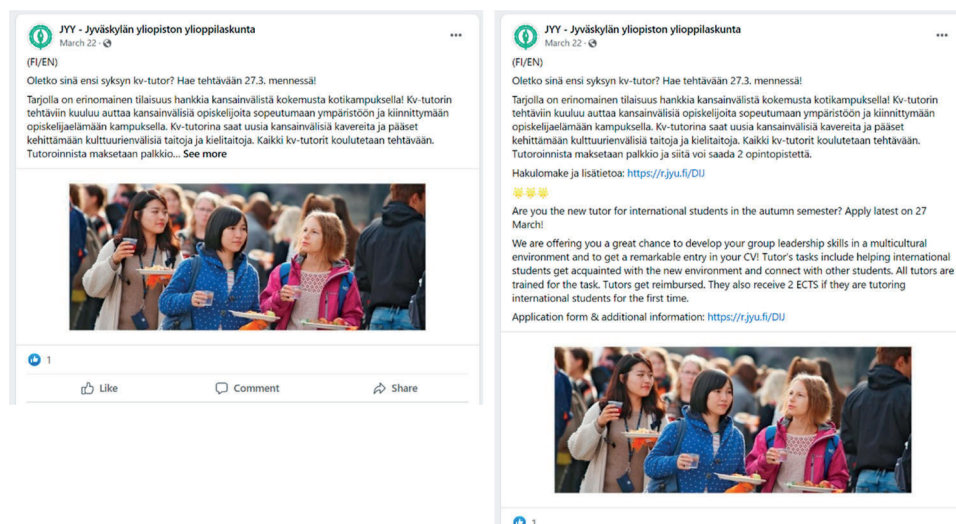 JYY - Jyväskylän yliopiston ylioppilaskunta
March 22 ·
(FI/EN)
Oletko sinä ensi syksyn kv-tutor? Hae tehtävään 27.3. mennessä!
Tarjolla on erinomainen tilaisuus hankkia kansainvälistä kokemusta kotikampuksella! Kv-tutorin
tehtäviin kuuluu auttaa kansainvälisiä opiskelijoita sopeutumaan ympäristöön ja kiinnittymään
opiskelijaelämään kampuksella. Kv-tutorina saat uusia kansainvälisiä kavereita ja pääset
kehittämään kulttuurienvälisiä taitoja ja kielitaitoja. Kaikki kv-tutorit koulutetaan tehtävään.
Tutoroinnista maksetaan palkkio... See more
1
Like Comment Share
JYY - Jyväskylän yliopiston ylioppilaskunta
March 22 ·
(FI/EN)
Oletko sinä ensi syksyn kv-tutor? Hae tehtävään 27.3. mennessä!
Tarjolla on erinomainen tilaisuus hankkia kansainvälistä kokemusta kotikampuksella! Kv-tutorin
tehtäviin kuuluu auttaa kansainvälisiä opiskelijoita sopeutumaan ympäristöön ja kiinnittymään
opiskelijaelämään kampuksella. Kv-tutorina saat uusia kansainvälisiä kavereita ja pääset
kehittämään kulttuurienvälisiä taitoja ja kielitaitoja. Kaikki kv-tutorit koulutetaan tehtävään.
Tutoroinnista maksetaan palkkio ja siitä voi saada 2 opintopistettä.
Hakulomake ja lisätietoa: https://r.jyu.fi/DIJ
Are you the new tutor for international students in the autumn semester? Apply latest on 27
March!
We are offering you a great chance to develop your group leadership skills in a multicultural
environment and to get a remarkable entry in your CV! Tutor's tasks include helping international
students get acquainted with the new environment and connect with other students. All tutors are
trained for the task. Tutors get reimbursed. They also receive 2 ECTS if they are tutoring
international students for the first time.
Application form & additional information: https://r.jyu.fi/DIJ
1